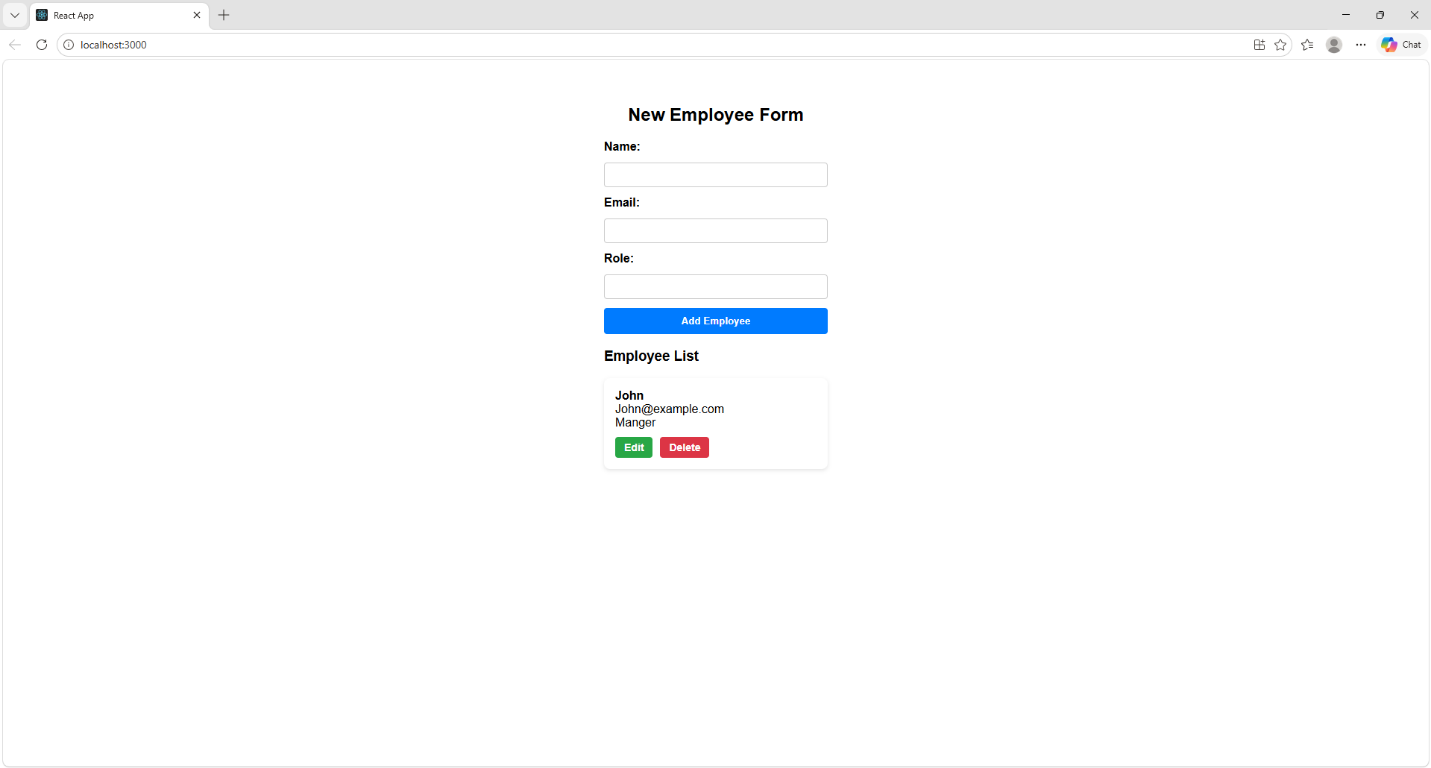 React App
localhost:3000
Chat
New Employee Form
Name:
Email:
Role:
Add Employee
Employee List
John
John@example.com
Manger
Edit Delete